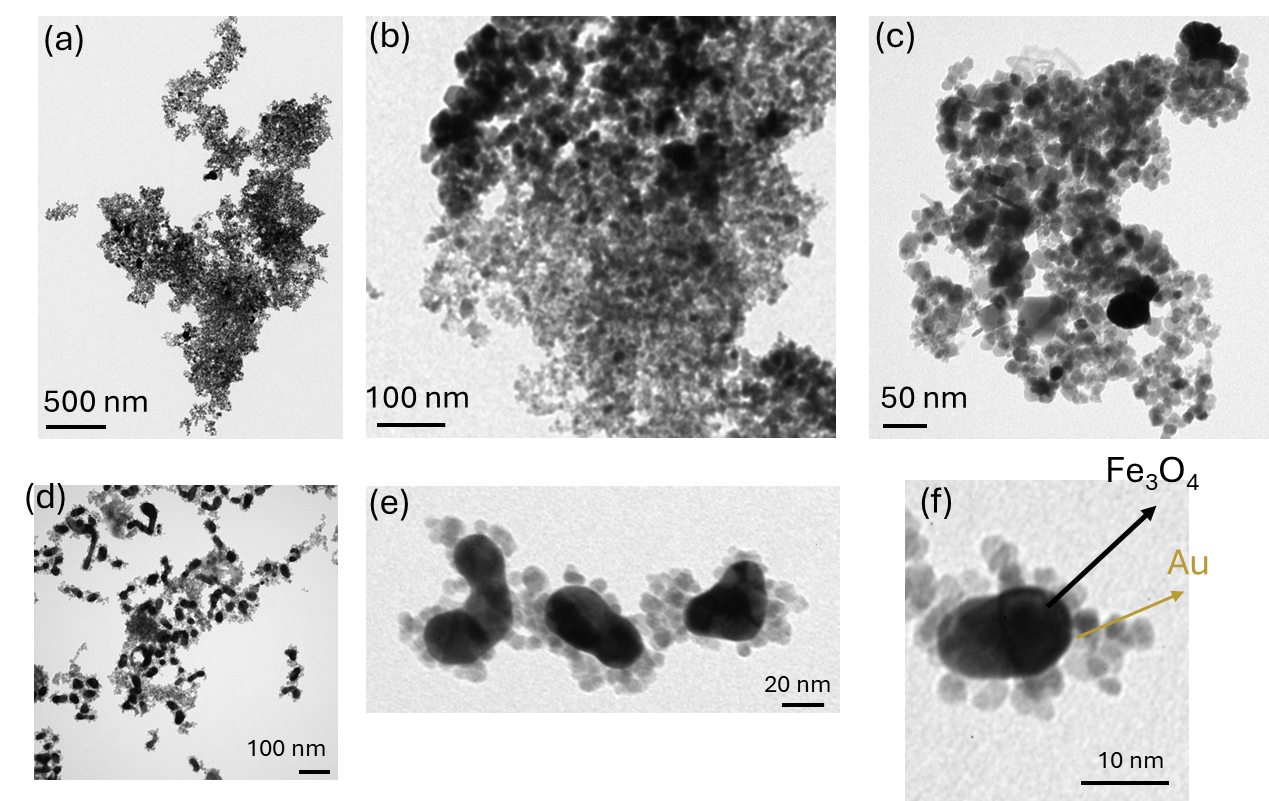 (a)
500 nm
(b)
100 nm
(c)
50 nm
(d)
100 nm
(e)
20 nm
(f)
Fe₃O₄
Au
10 nm